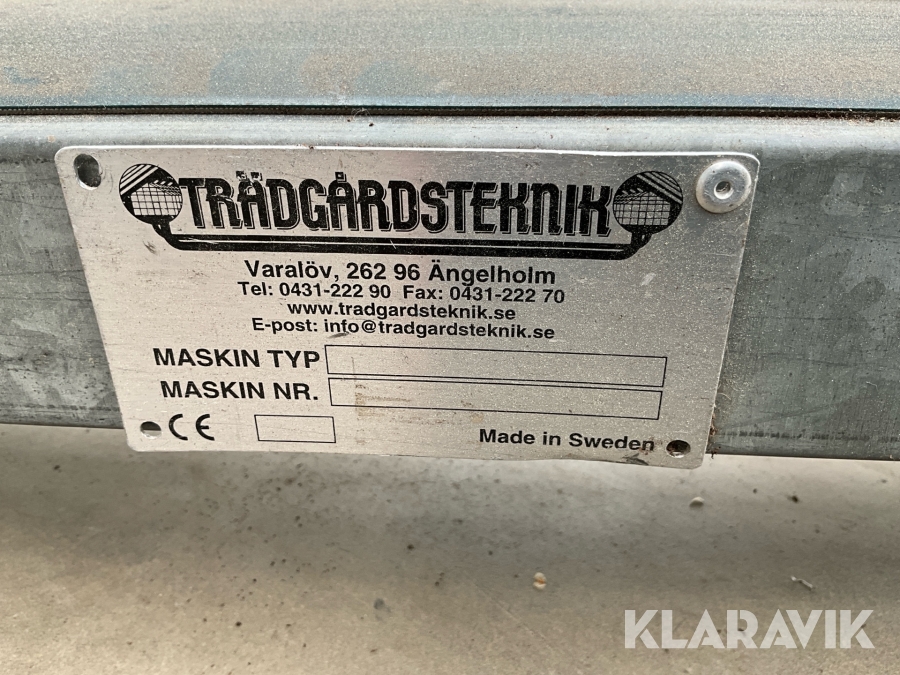 TRÄDGÅRDSTEKNIK
Varalöv, 262 96 Ängelholm
Tel: 0431-222 90 Fax: 0431-222 70
www.tradgardsteknik.se
E-post: info@tradgardsteknik.se
MASKIN TYP
MASKIN NR.
CE
Made in Sweden
KLARAVIK